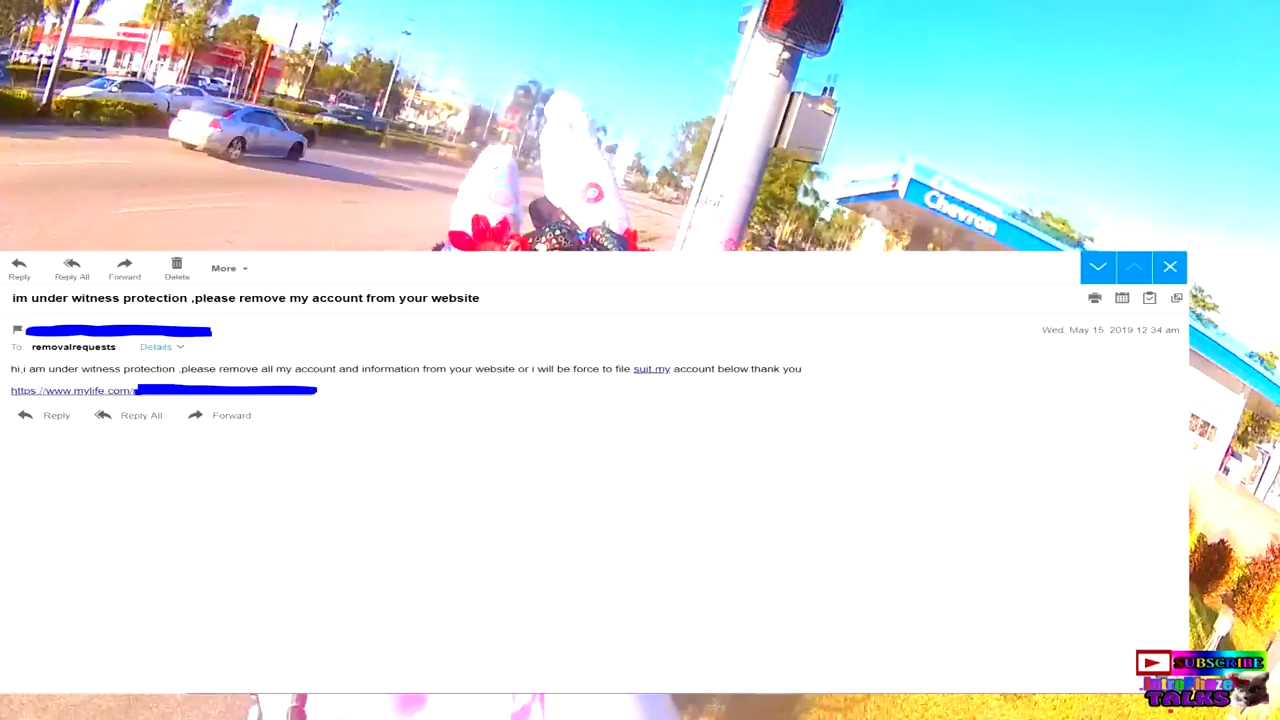 Chevron
Reply Reply All Forward Delete More
im under witness protection ,please remove my account from your website
Wed, May 15, 2019 12:34 am
To removalrequests Details
hi,i am under witness protection ,please remove all my account and information from your website or i will be force to file suit.my account below thank you
https://www.mylife.com/
Reply Reply All Forward
SUBSCRIBE
IntroPhaze
TALKS